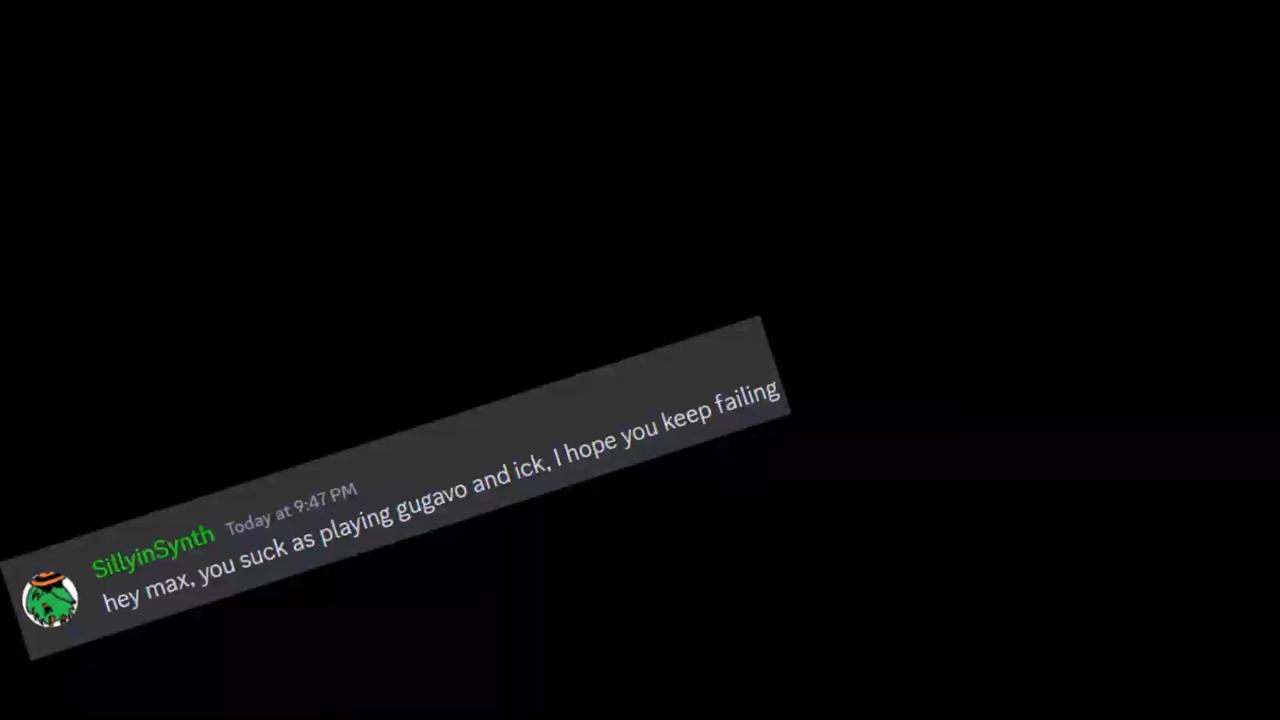 SillyinSynth Today at 9:47 PM
hey max, you suck as playing gugavo and ick, I hope you keep failing